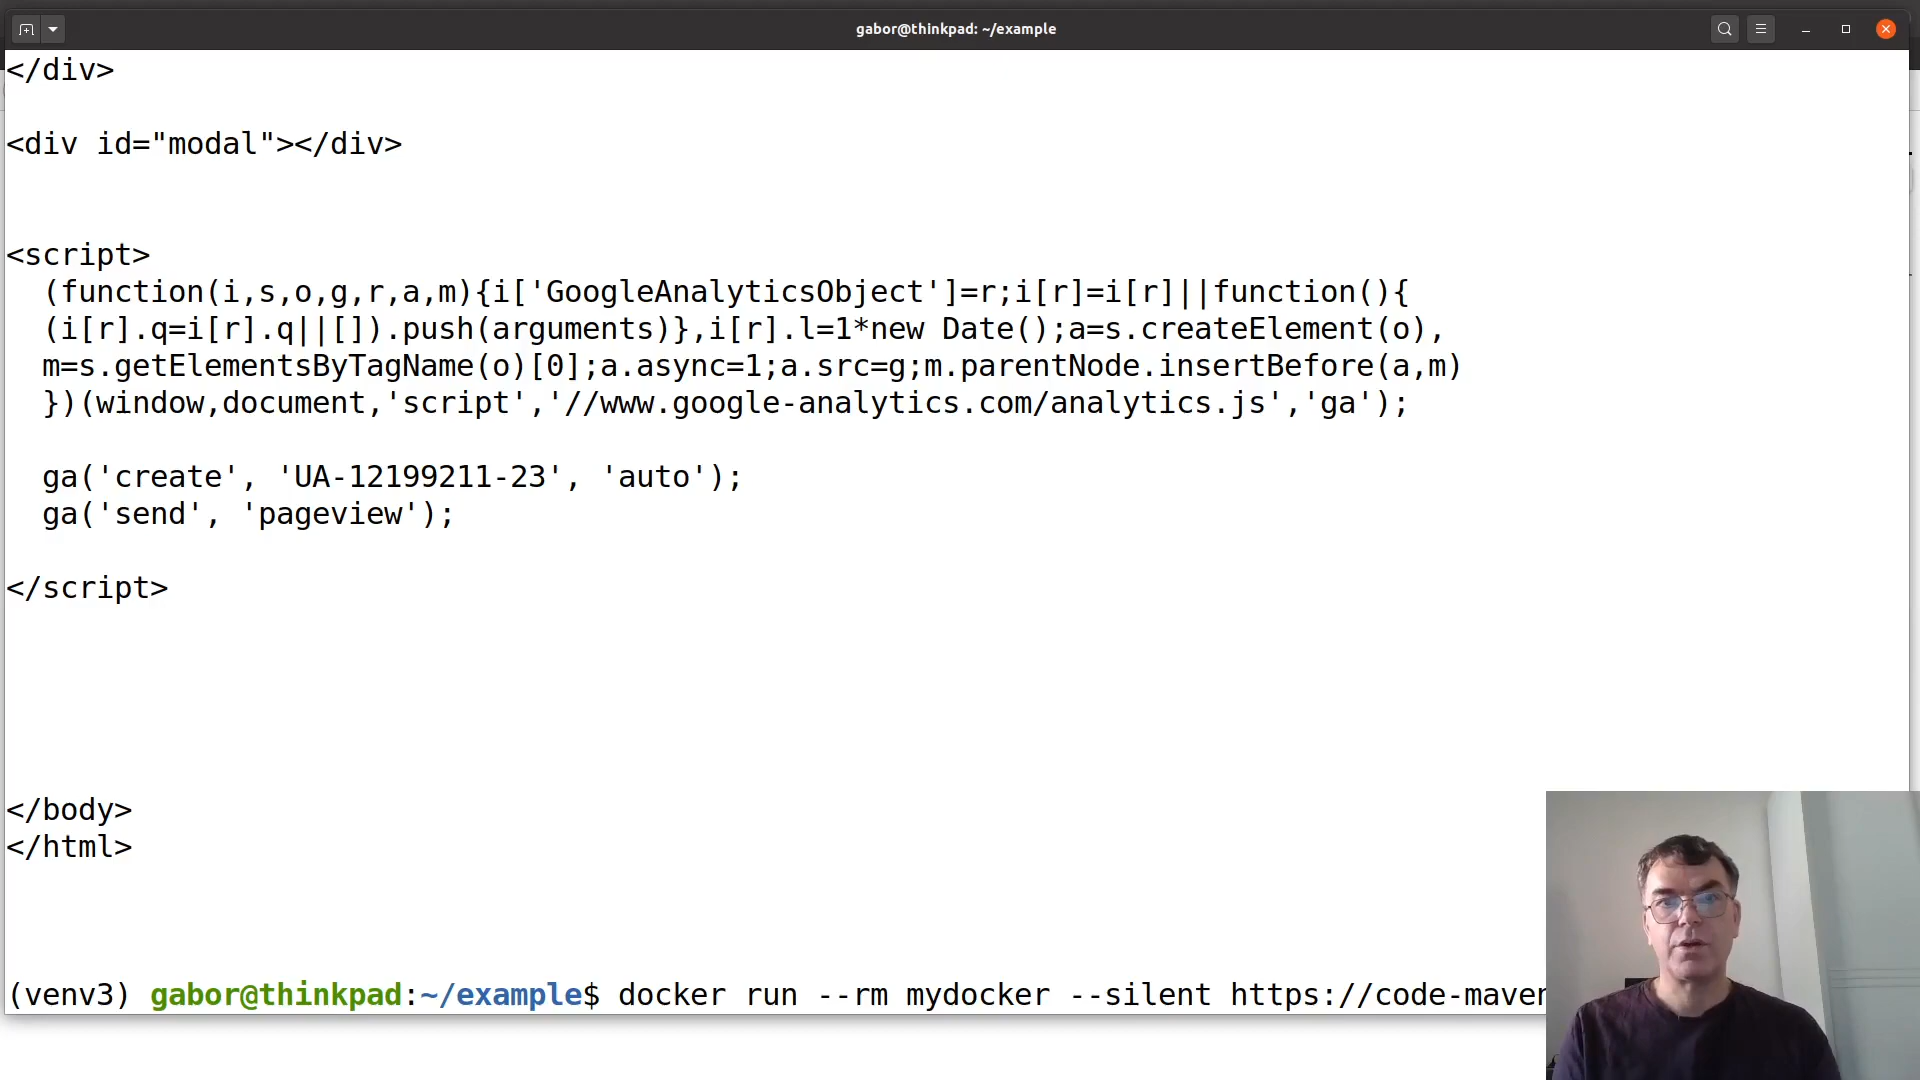 gabor@thinkpad: ~/example
</div>
<div id="modal"></div>
<script>
(function(i,s,o,g,r,a,m){i['GoogleAnalyticsObject']=r;i[r]=i[r]||function(){
(i[r].q=i[r].q||[]).push(arguments)},i[r].l=1*new Date();a=s.createElement(o),
m=s.getElementsByTagName(o)[0];a.async=1;a.src=g;m.parentNode.insertBefore(a,m)
})(window,document,'script','//www.google-analytics.com/analytics.js','ga');
ga('create', 'UA-12199211-23', 'auto');
ga('send', 'pageview');
</script>
</body>
</html>
(venv3) gabor@thinkpad:~/example$ docker run --rm mydocker --silent https://code-maven